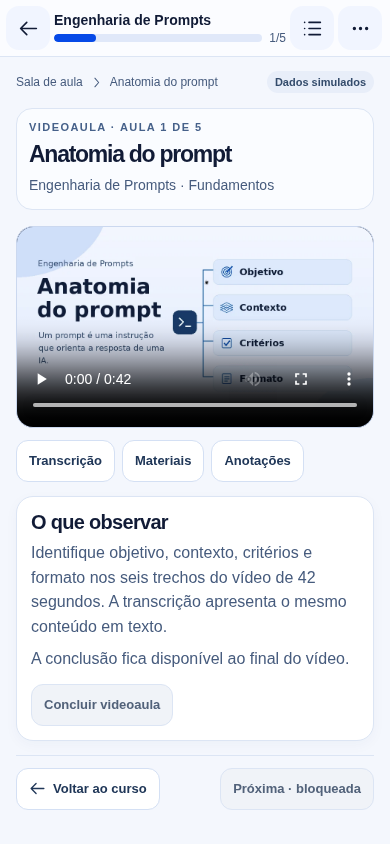 Engenharia de Prompts
1/5
Sala de aula
Anatomia do prompt
Dados simulados
VIDEOAULA · AULA 1 DE 5
Anatomia do prompt
Engenharia de Prompts · Fundamentos
Engenharia de Prompts
Anatomia
do prompt
Um prompt é uma instrução
que orienta a resposta de uma
IA.
Objetivo
Contexto
Critérios
Formato
0:00 / 0:42
Transcrição
Materiais
Anotações
O que observar
Identifique objetivo, contexto, critérios e
formato nos seis trechos do vídeo de 42
segundos. A transcrição apresenta o mesmo
conteúdo em texto.
A conclusão fica disponível ao final do vídeo.
Concluir videoaula
Voltar ao curso
Próxima · bloqueada